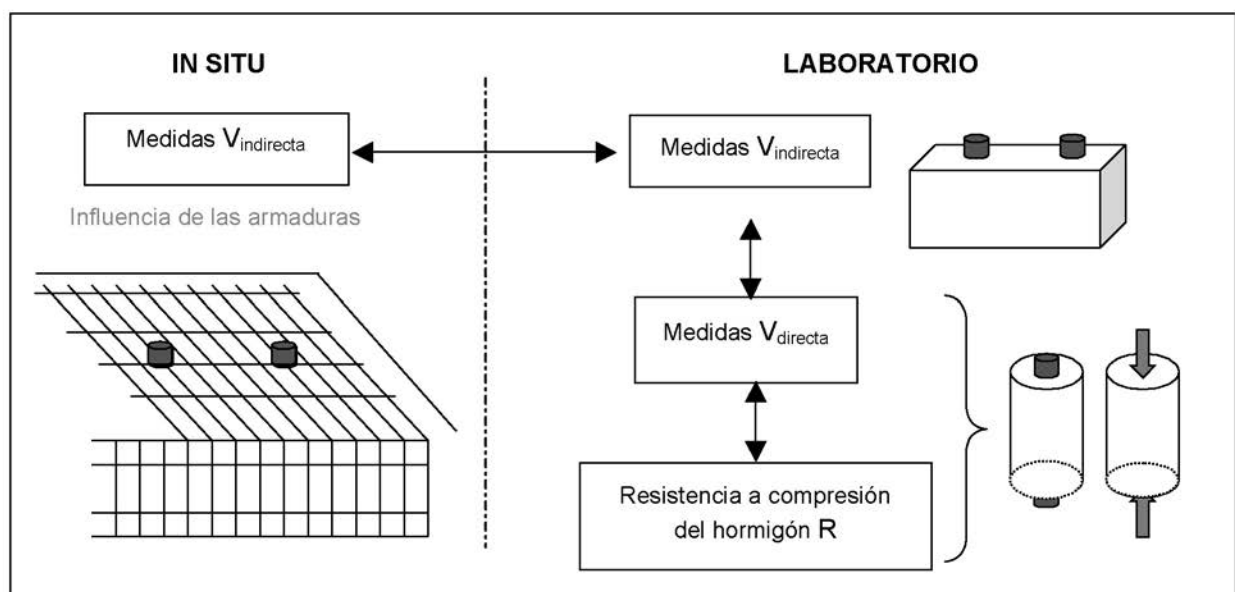 IN SITU
LABORATORIO
Medidas Vindirecta
Medidas Vindirecta
Influencia de las armaduras
Medidas Vdirecta
Resistencia a compresión
del hormigón R